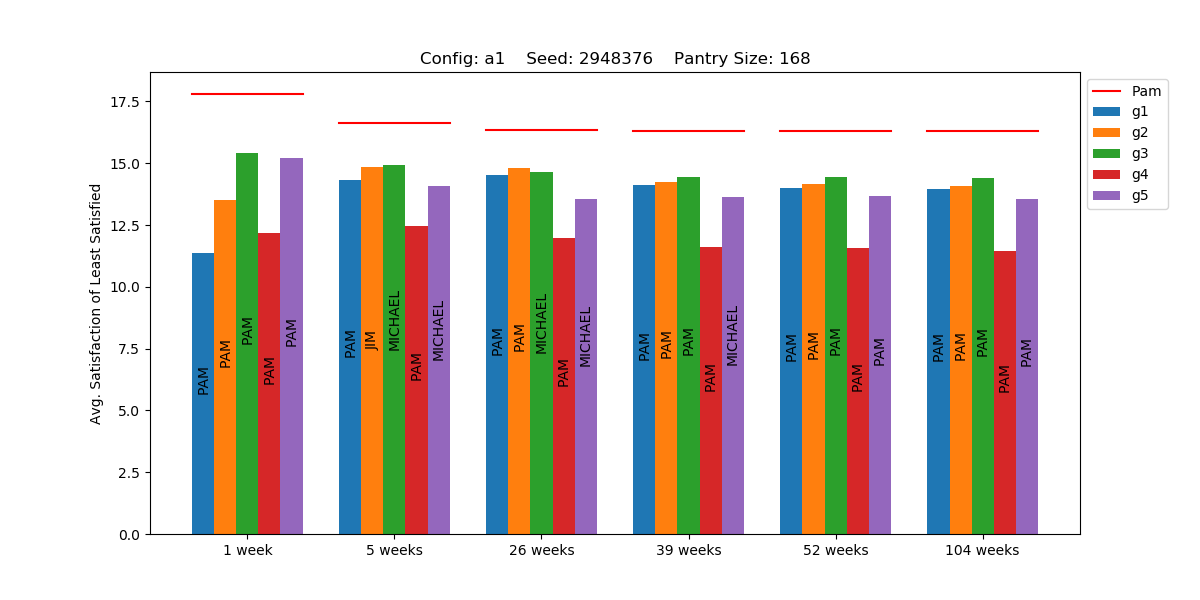 Config: a1    Seed: 2948376    Pantry Size: 168
Avg. Satisfaction of Least Satisfied
17.5
15.0
12.5
10.0
7.5
5.0
2.5
0.0
PAM
PAM
PAM
PAM
PAM
PAM
JIM
MICHAEL
PAM
MICHAEL
PAM
PAM
MICHAEL
PAM
MICHAEL
PAM
PAM
PAM
PAM
MICHAEL
PAM
PAM
PAM
PAM
PAM
PAM
PAM
PAM
PAM
PAM
1 week
5 weeks
26 weeks
39 weeks
52 weeks
104 weeks
Pam
g1
g2
g3
g4
g5